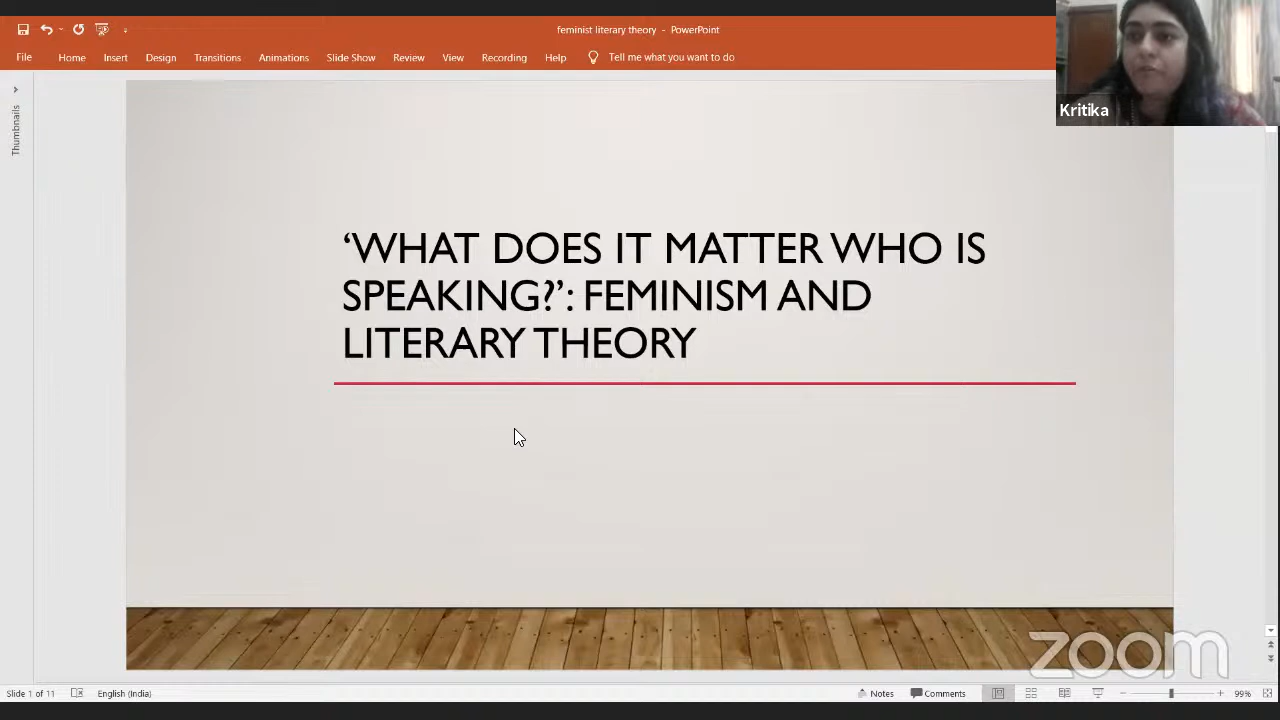 feminist literary theory - PowerPoint
File Home Insert Design Transitions Animations Slide Show Review View Recording Help Tell me what you want to do
Kritika
Thumbnails
‘WHAT DOES IT MATTER WHO IS
SPEAKING?’: FEMINISM AND
LITERARY THEORY
zoom
Slide 1 of 11 English (India) Notes Comments 99%